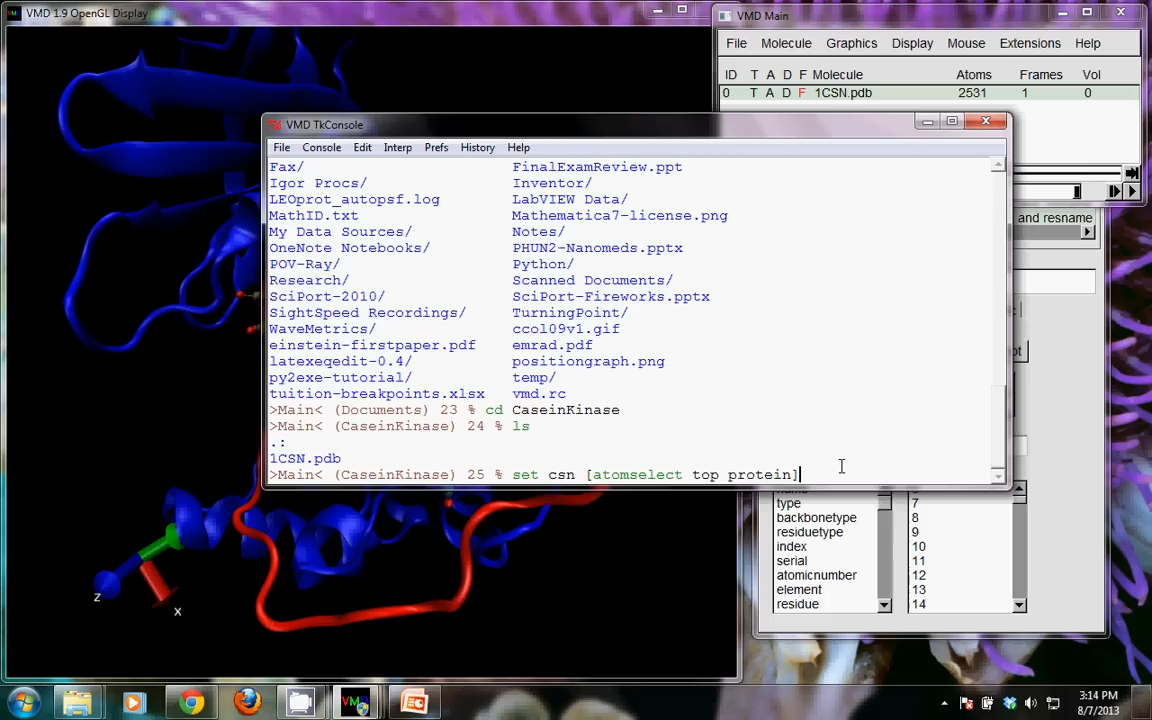 VMD 1.9 OpenGL Display
VMD Main
File Molecule Graphics Display Mouse Extensions Help
ID T A D F Molecule Atoms Frames Vol
0 T A D F 1CSN.pdb 2531 1 0
VMD TkConsole
File Console Edit Interp Prefs History Help
Fax/ FinalExamReview.ppt
Igor Procs/ Inventor/
LEOprot_autopsf.log LabVIEW Data/
MathID.txt Mathematica7-license.png
My Data Sources/ Notes/
OneNote Notebooks/ PHUN2-Nanomeds.pptx
POV-Ray/ Python/
Research/ Scanned Documents/
SciPort-2010/ SciPort-Fireworks.pptx
SightSpeed Recordings/ TurningPoint/
WaveMetrics/ ccol09v1.gif
einstein-firstpaper.pdf emrad.pdf
latexeqedit-0.4/ positiongraph.png
py2exe-tutorial/ temp/
tuition-breakpoints.xlsx vmd.rc
>Main< (Documents) 23 % cd CaseinKinase
>Main< (CaseinKinase) 24 % ls
.:
1CSN.pdb
>Main< (CaseinKinase) 25 % set csn [atomselect top protein]
and resname
type 7
backbonetype 8
residuetype 9
index 10
serial 11
atomicnumber 12
element 13
residue 14
z
x
3:14 PM
8/7/2013